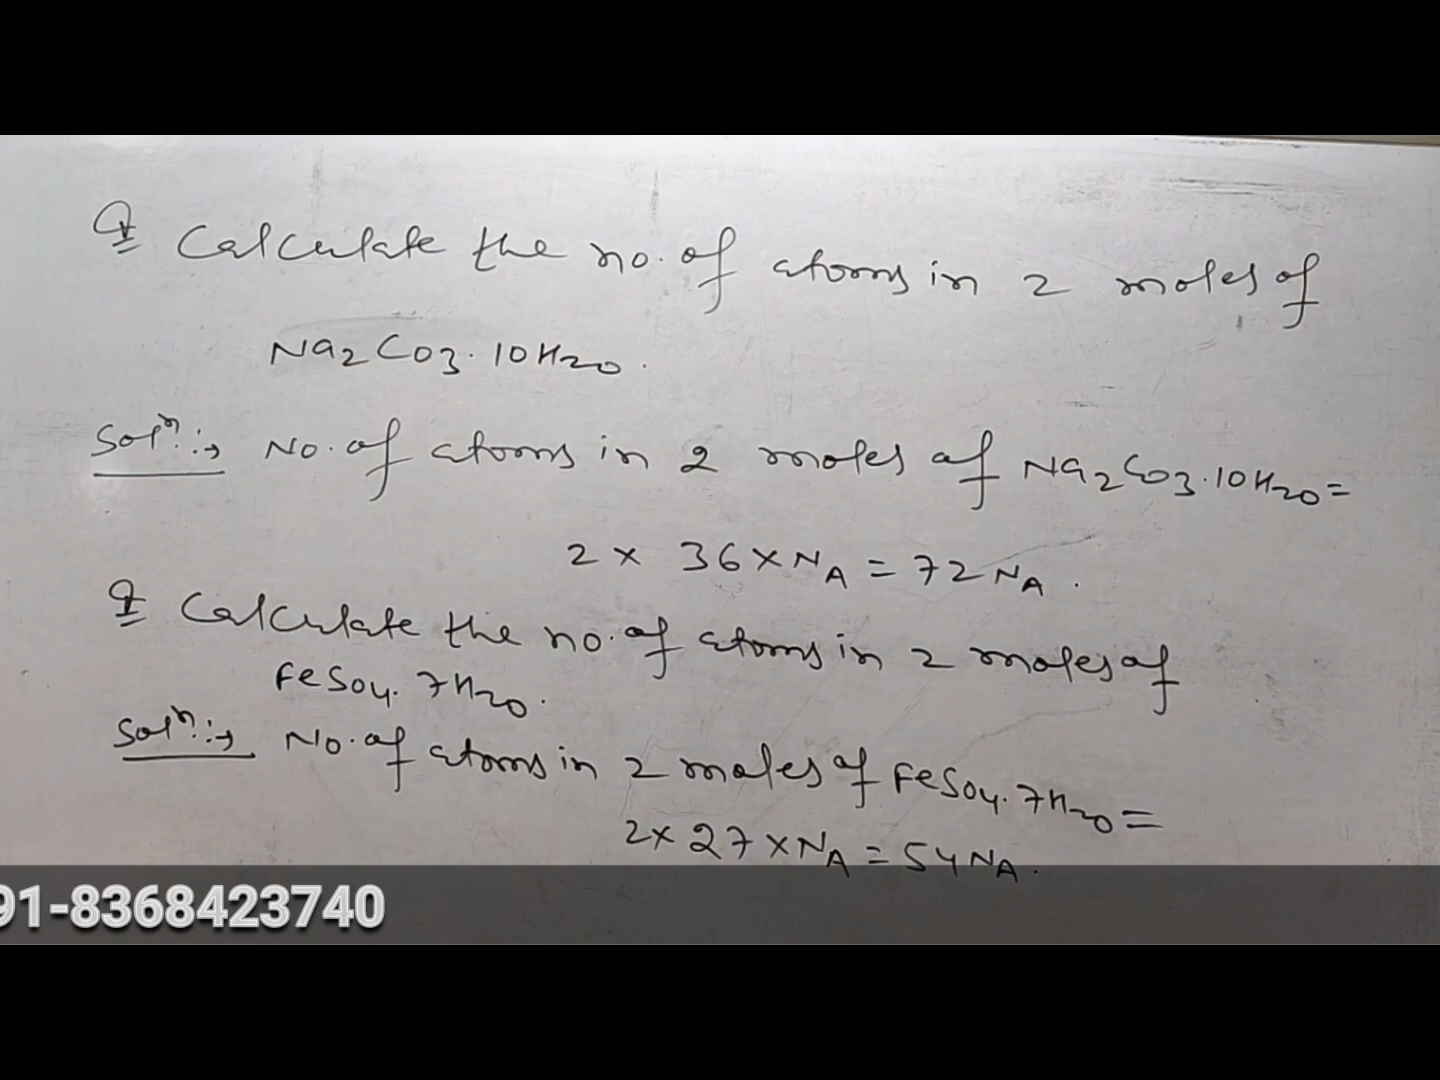 Q Calculate the no. of atoms in 2 moles of
Na2CO3.10H2O.
Solⁿ:→ No. of atoms in 2 moles of Na2CO3.10H2O=
2 x 36 x NA = 72 NA.
Q Calculate the no. of atoms in 2 moles of
FeSO4.7H2O.
Solⁿ:→ No. of atoms in 2 moles of FeSO4.7H2O=
2 x 27 x NA = 54 NA.
91-8368423740